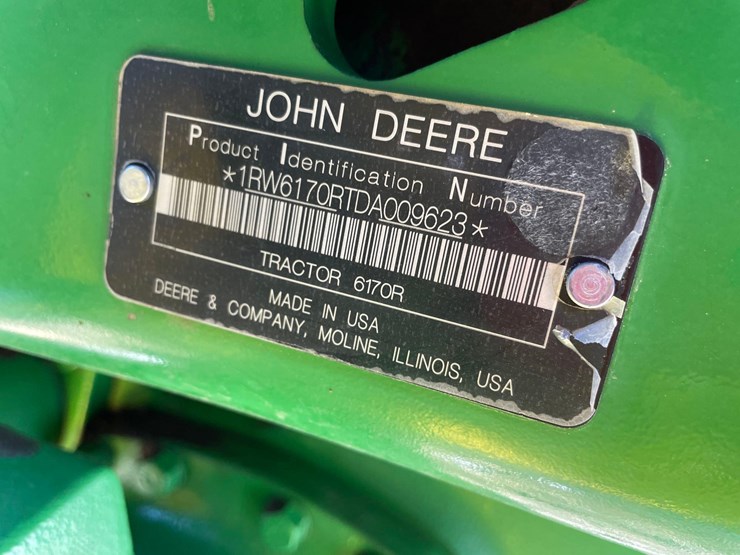 JOHN DEERE
Product Identification Number
*1RW6170RTDA009623*
TRACTOR 6170R
MADE IN USA
DEERE & COMPANY, MOLINE, ILLINOIS, USA